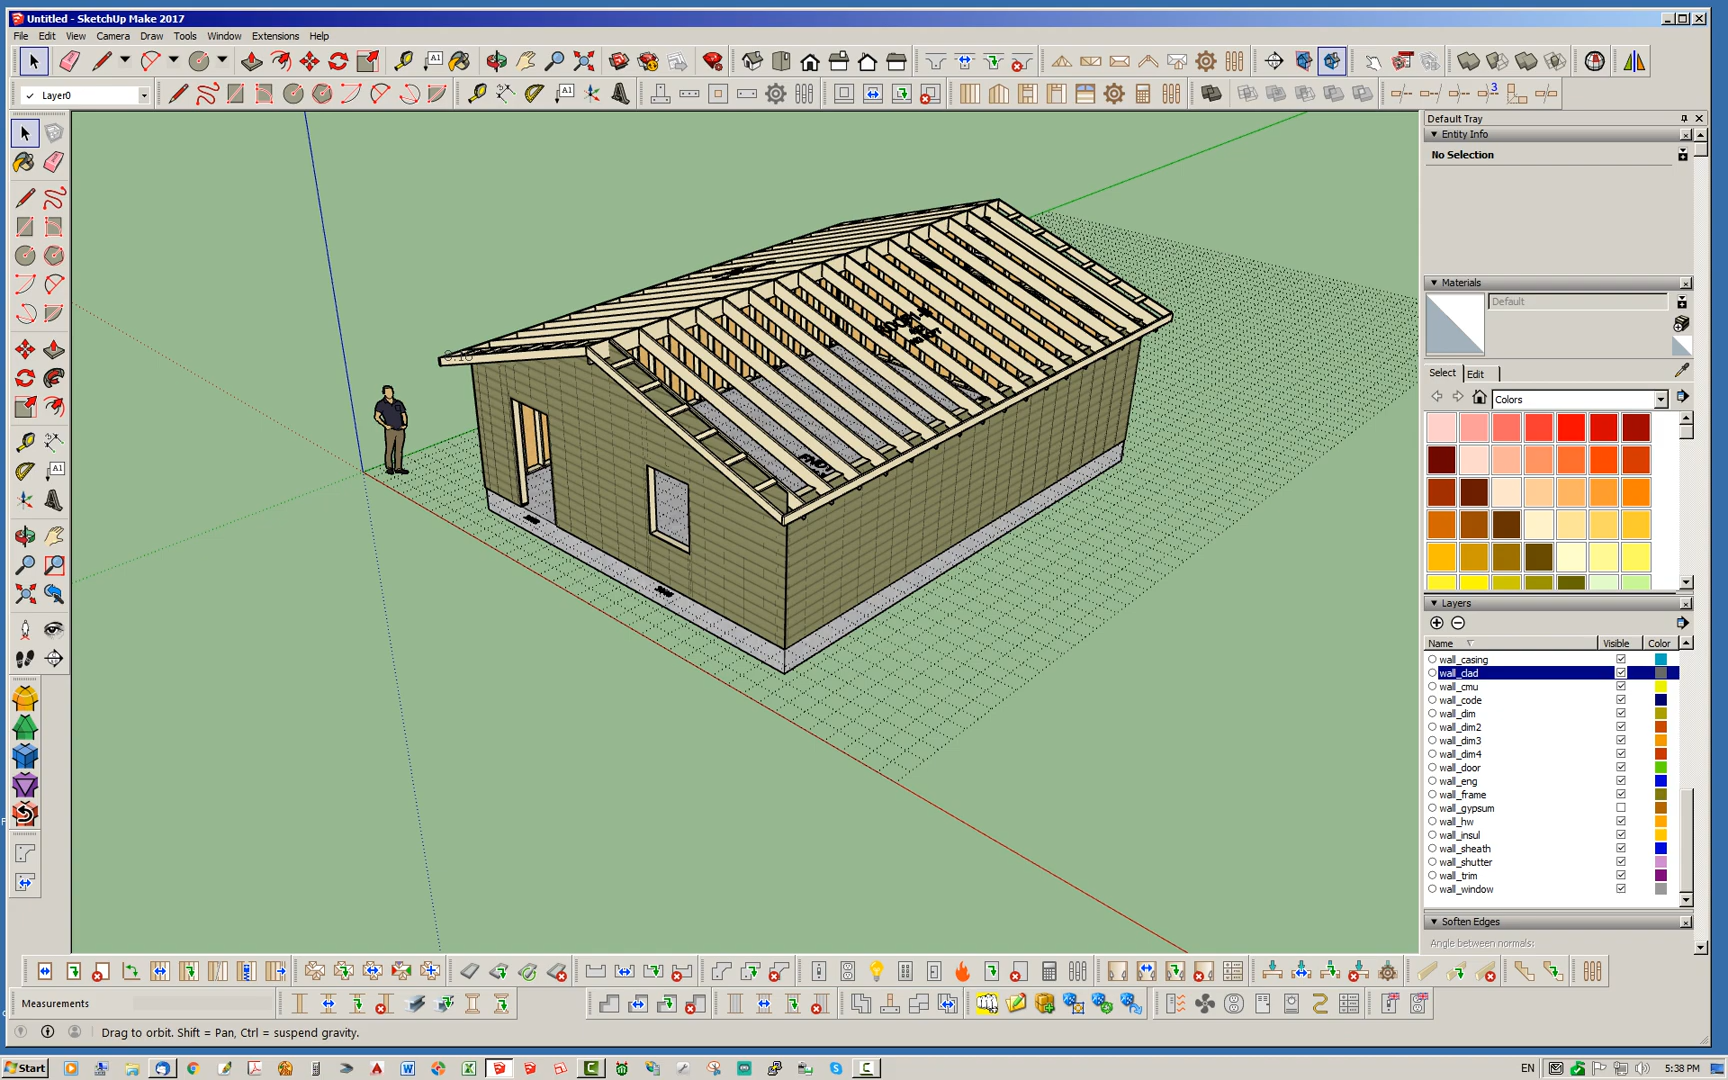 Untitled - SketchUp Make 2017
File Edit View Camera Draw Tools Window Extensions Help
Layer0
Default Tray
Entity Info
No Selection
Materials
Default
Select Edit
Colors
Layers
Name Visible Color
wall_casing
wall_clad
wall_cmu
wall_code
wall_dim
wall_dim2
wall_dim3
wall_dim4
wall_door
wall_eng
wall_frame
wall_gypsum
wall_hw
wall_insul
wall_sheath
wall_shutter
wall_trim
wall_window
Soften Edges
Angle between normals:
Measurements
Drag to orbit. Shift = Pan, Ctrl = suspend gravity.
Start
EN
5:38 PM